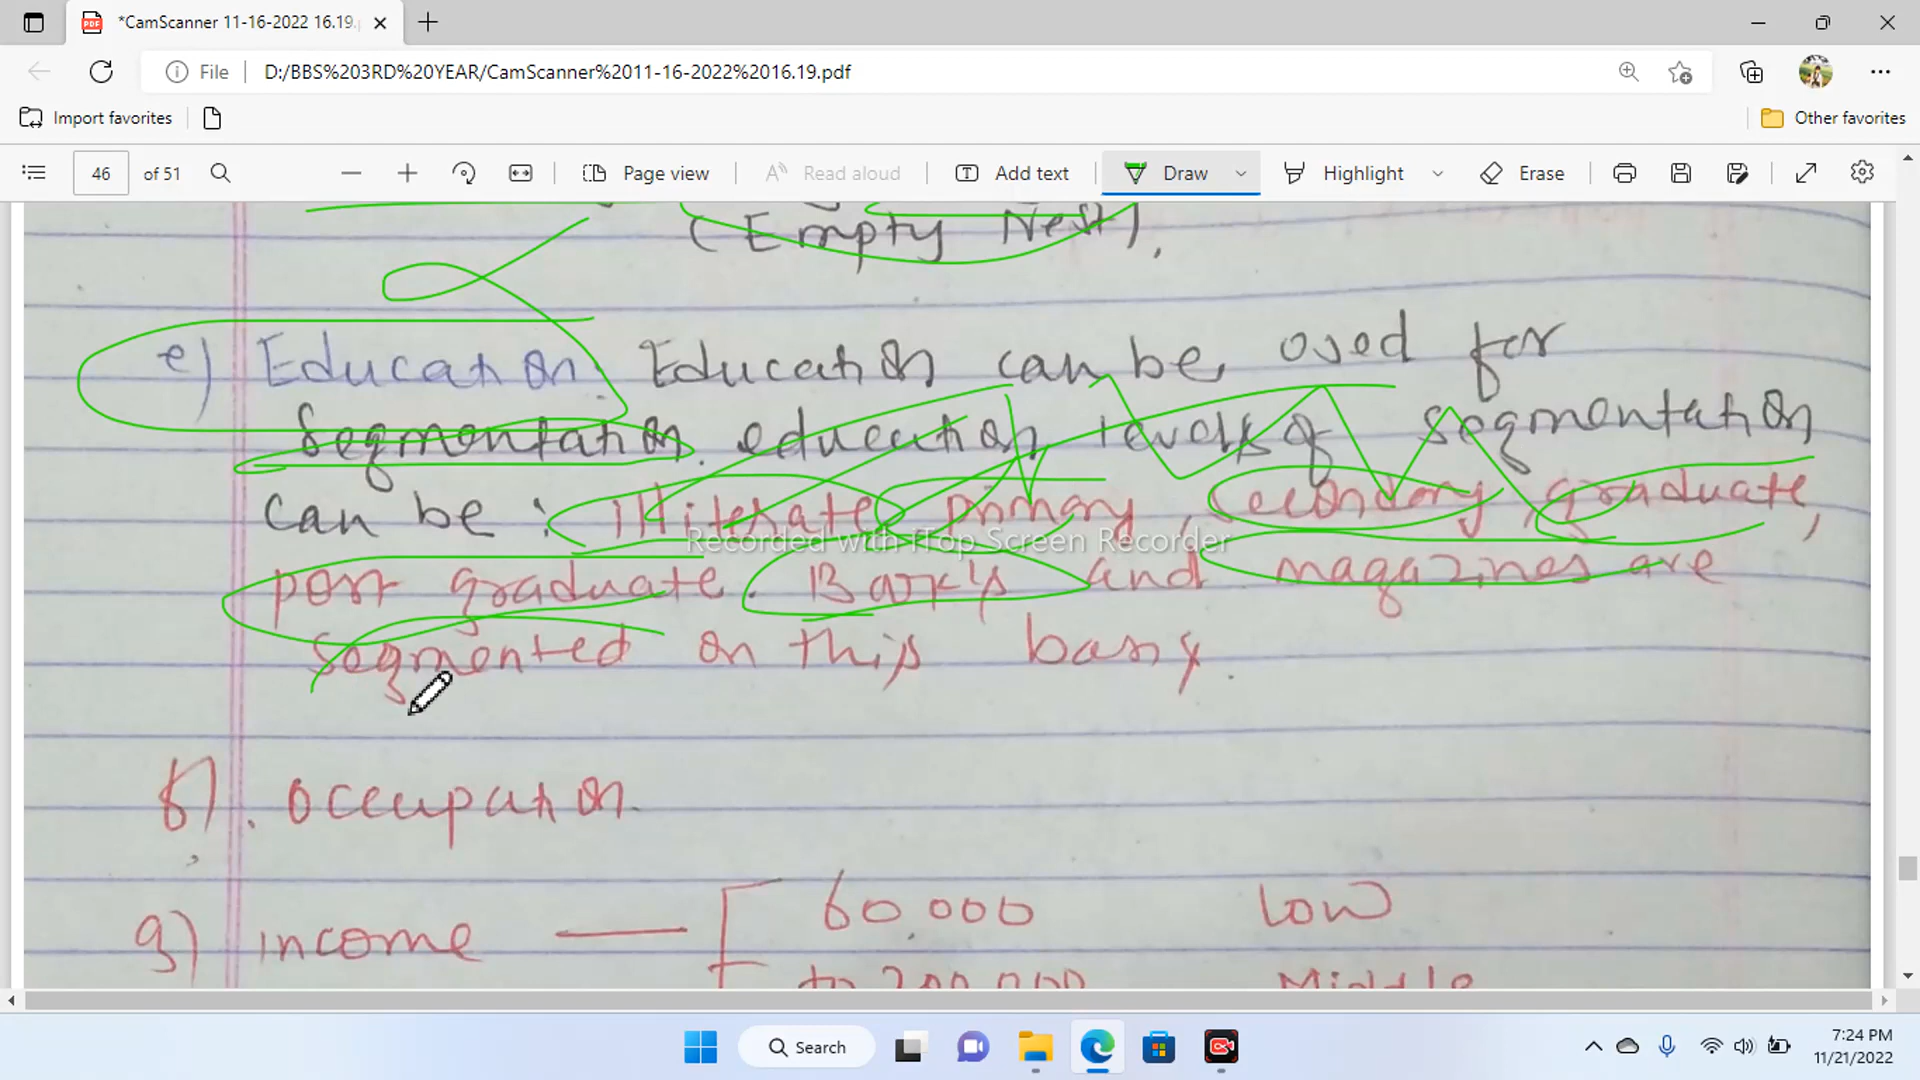 *CamScanner 11-16-2022 16.19.
File D:/BBS%203RD%20YEAR/CamScanner%2011-16-2022%2016.19.pdf
Import favorites Other favorites
46 of 51 Page view Read aloud Add text Draw Highlight Erase
(Empty Nest),
e) Education: Education can be used for
Segmentation. education levels of segmentation
can be: illiterate primary, Secondary, graduate,
post graduate. Book's and magazines are
Recorded with iTop Screen Recorder
segmented on this basis.
f). occupation.
g) income — 60.000 Low
to 200.000 Middle
Search
7:24 PM
11/21/2022